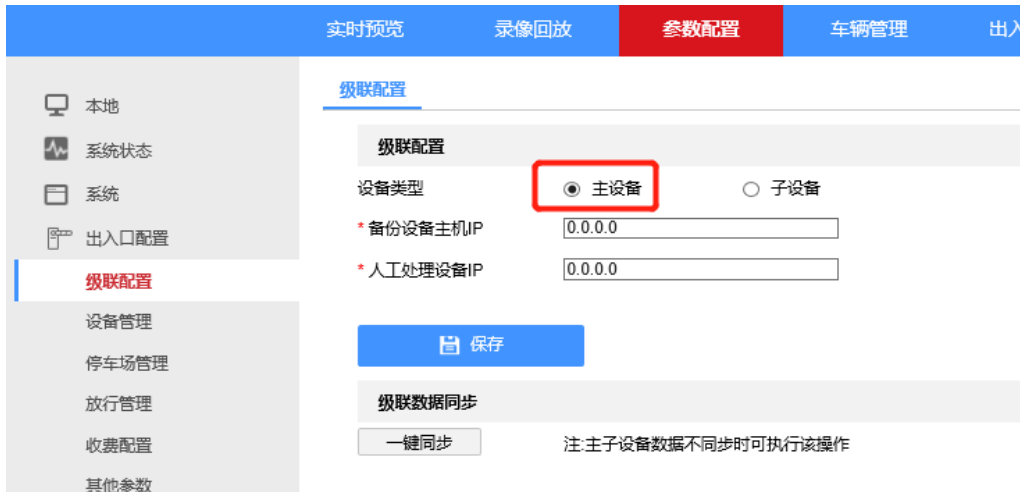 实时预览 录像回放 参数配置 车辆管理 出入
本地
系统状态
系统
出入口配置
级联配置
设备管理
停车场管理
放行管理
收费配置
其他参数
级联配置
级联配置
设备类型 主设备 子设备
*备份设备主机IP 0.0.0.0
*人工处理设备IP 0.0.0.0
保存
级联数据同步
一键同步 注:主子设备数据不同步时可执行该操作